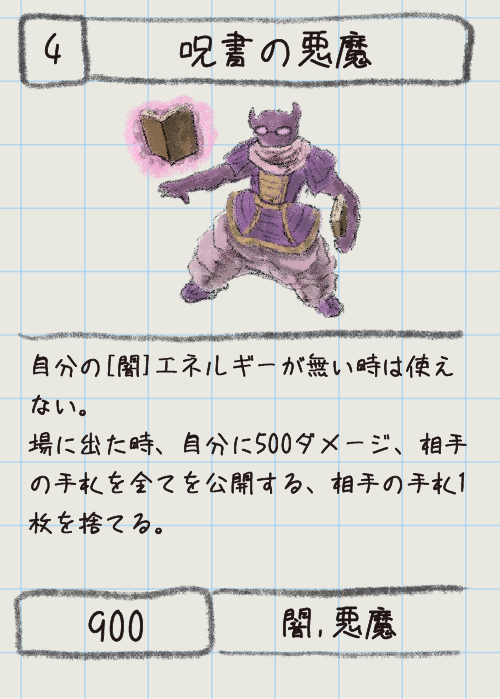 4
呪書の悪魔
自分の[闇]エネルギーが無い時は使え
ない。
場に出た時、自分に500ダメージ、相手
の手札を全てを公開する、相手の手札1
枚を捨てる。
900
闇,悪魔